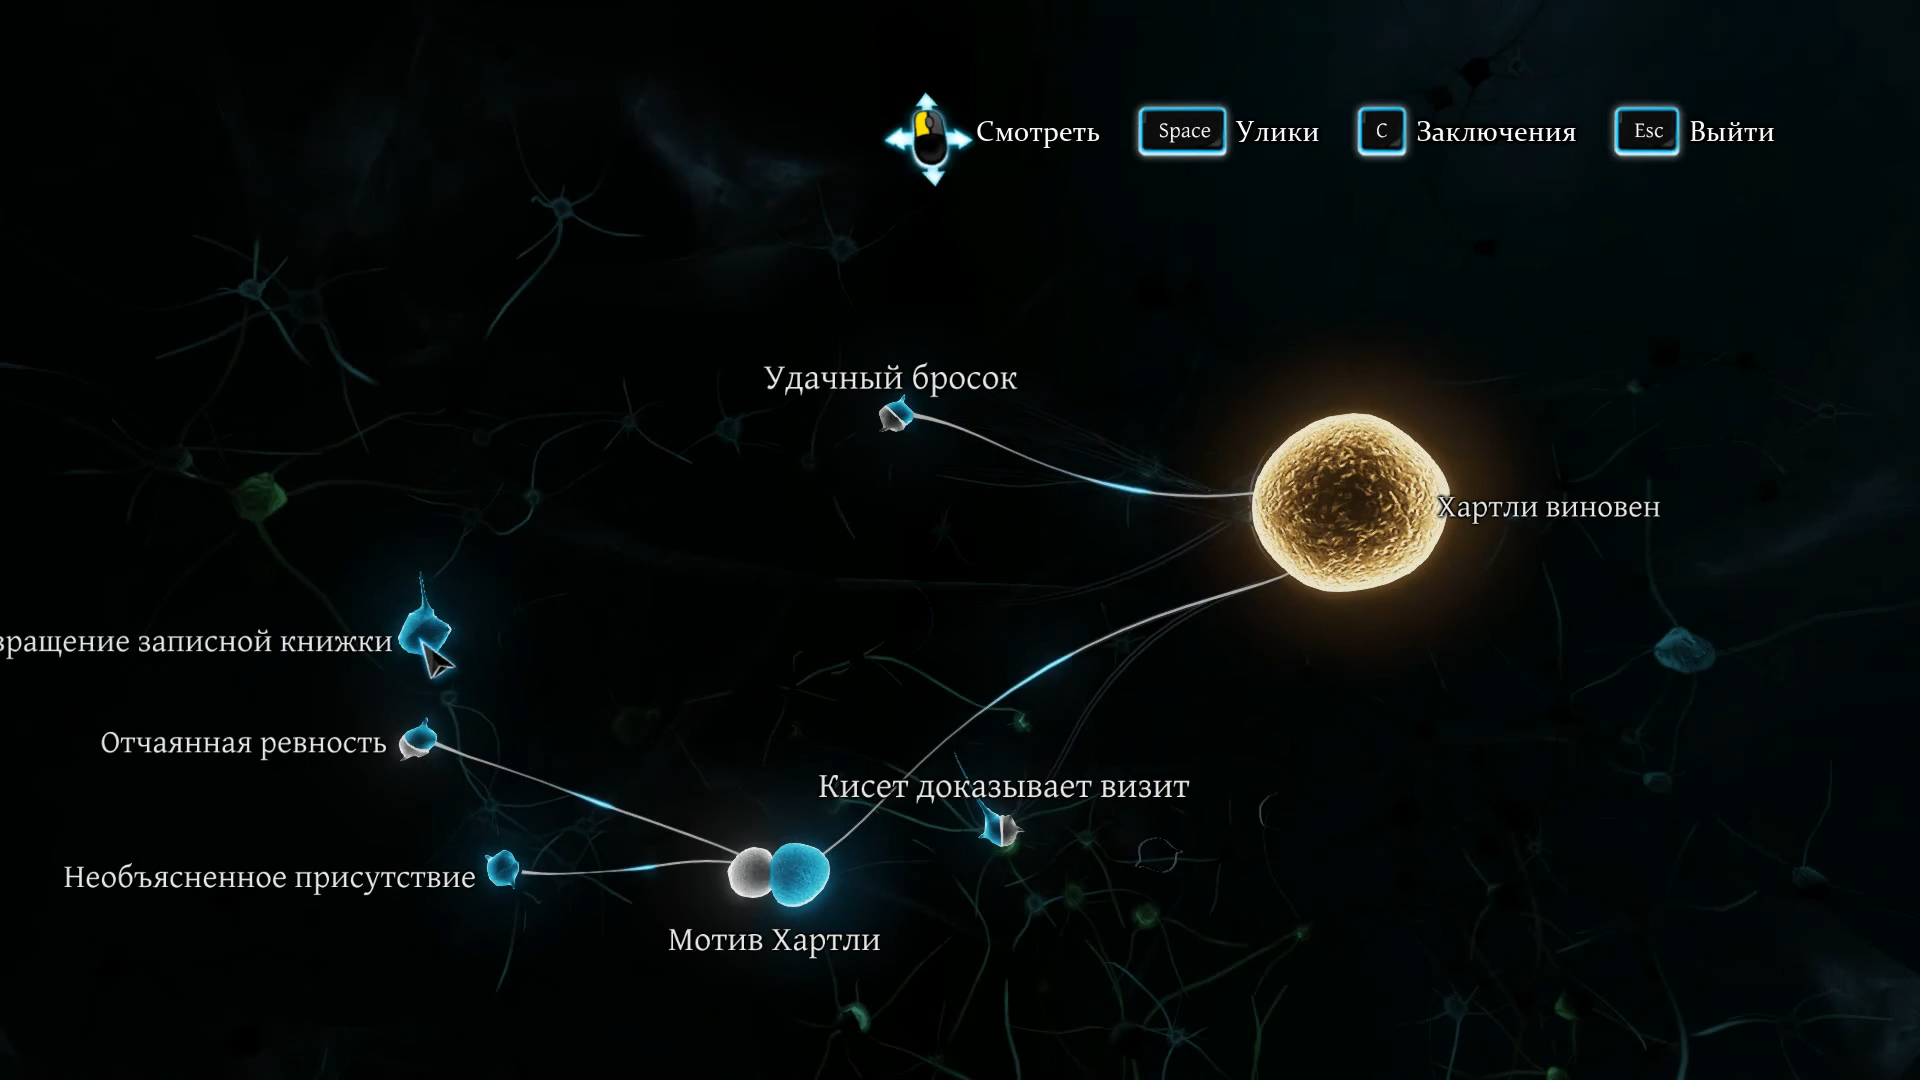 Смотреть Space Улики C Заключения Esc Выйти
Удачный бросок
Хартли виновен
записной книжки
Отчаянная ревность
Кисет доказывает визит
Необъясненное присутствие
Мотив Хартли